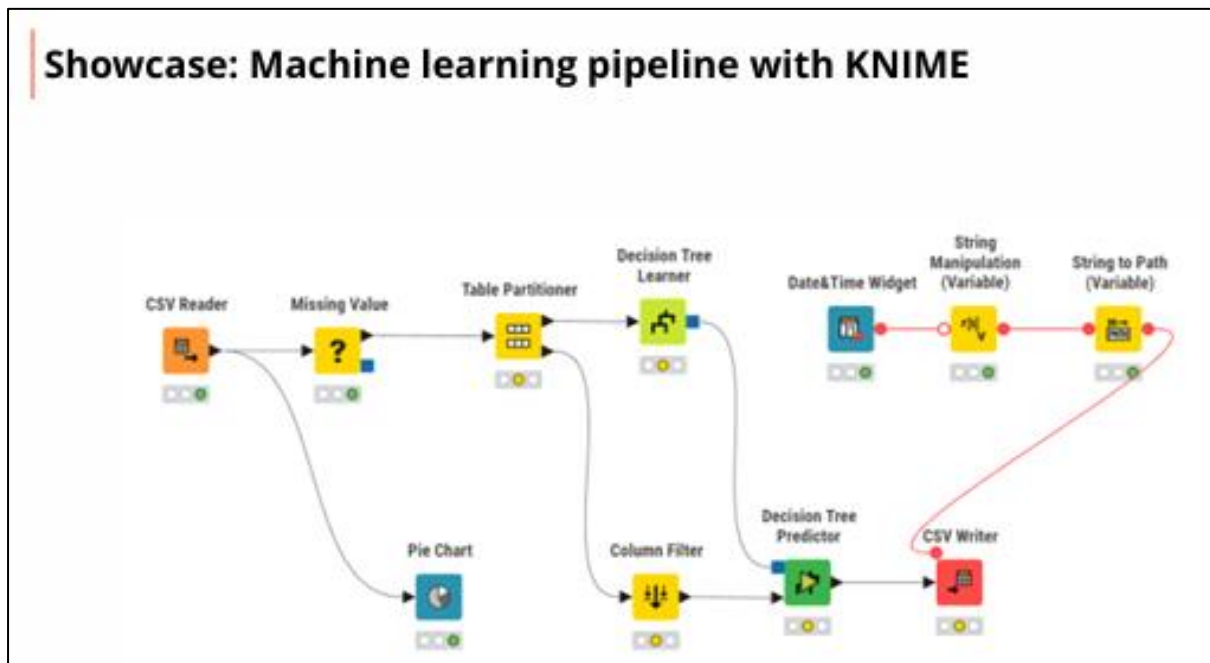 Showcase: Machine learning pipeline with KNIME
CSV Reader
Missing Value
Table Partitioner
Decision Tree
Learner
Date&Time Widget
String
Manipulation
(Variable)
String to Path
(Variable)
?
Pie Chart
Column Filter
Decision Tree
Predictor
CSV Writer